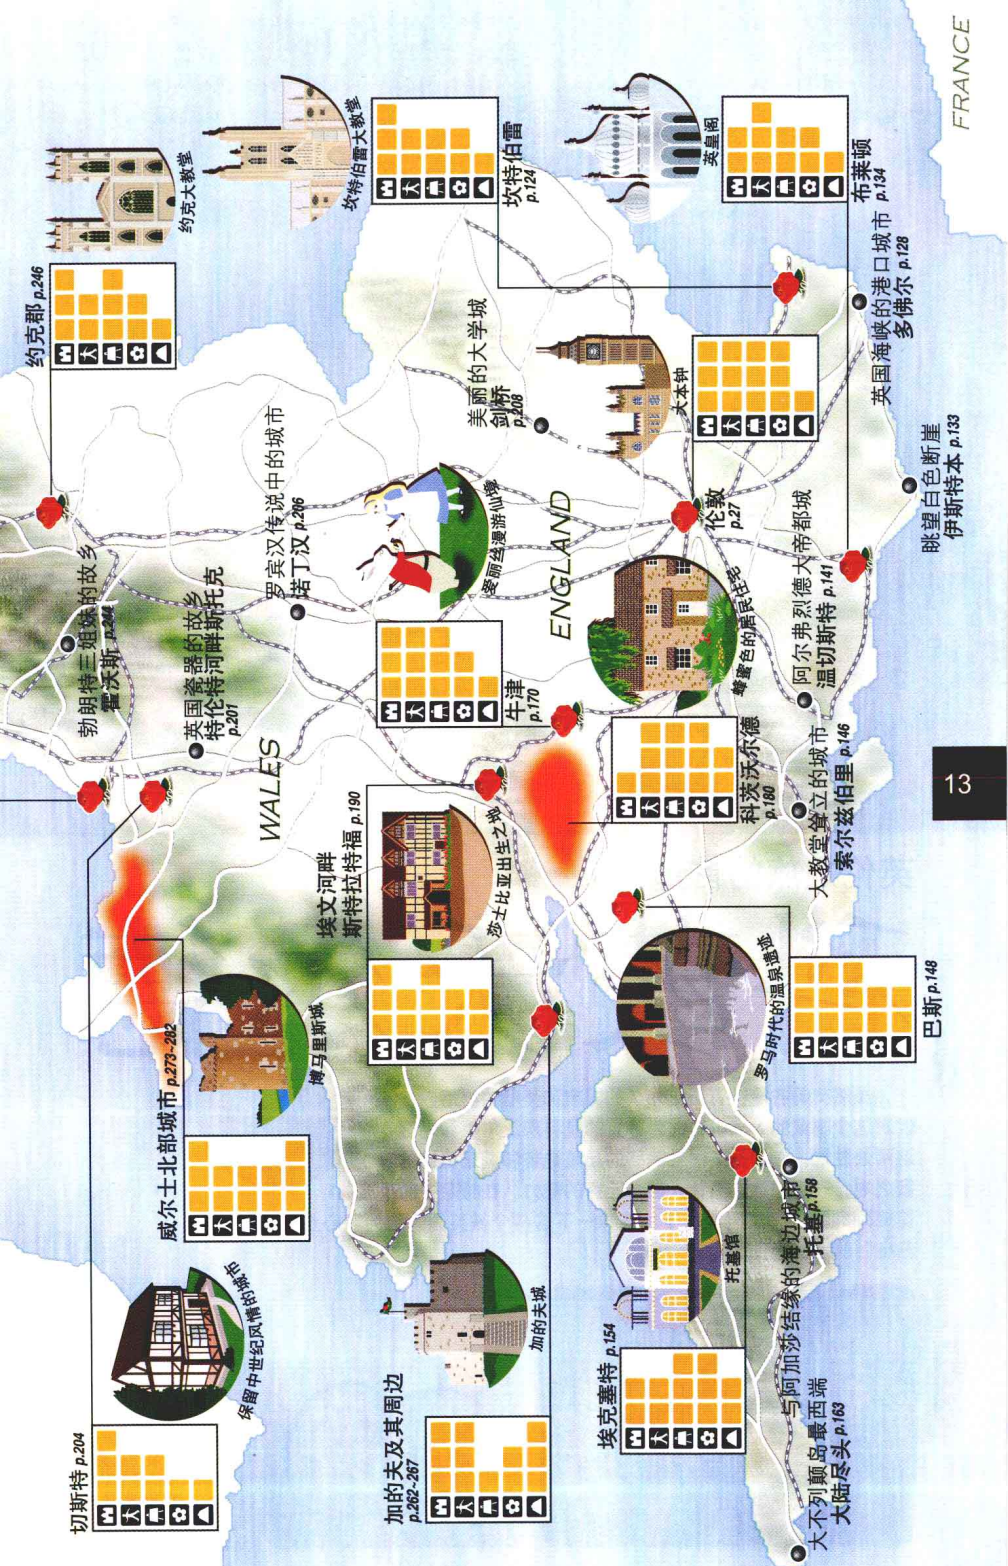 切斯特 p.204
保留中世纪风情的城市
威尔士北部城市 p.273~282
博马里斯城
勃朗特三姐妹的故乡
霍沃斯 p.244
约克郡 p.246
约克大教堂
英国瓷器的故乡
特伦特河畔斯托克
p.201
坎特伯雷大教堂
WALES
罗宾汉传说中的城市
诺丁汉 p.206
埃文河畔
斯特拉特福 p.190
莎士比亚出生之地
加的夫及其周边
p.262~267
加的夫城
爱丽丝漫游仙境
牛津
p.170
美丽的大学城
剑桥
p.208
坎特伯雷
p.124
ENGLAND
埃克塞特 p.154
托基馆
罗马时代的温泉遗迹
蜂蜜色的居民住宅
科茨沃尔德
p.180
大本钟
伦敦
p.27
英皇阁
布莱顿
p.134
与阿加莎结缘的海边城市
托基 p.158
大不列颠岛最西端
大陆尽头 p.163
巴斯 p.148
大教堂耸立的城市
索尔兹伯里 p.146
阿尔弗烈德大帝都城
温切斯特 p.141
英国海峡的港口城市
多佛尔 p.128
眺望白色断崖
伊斯特本 p.133
13
FRANCE